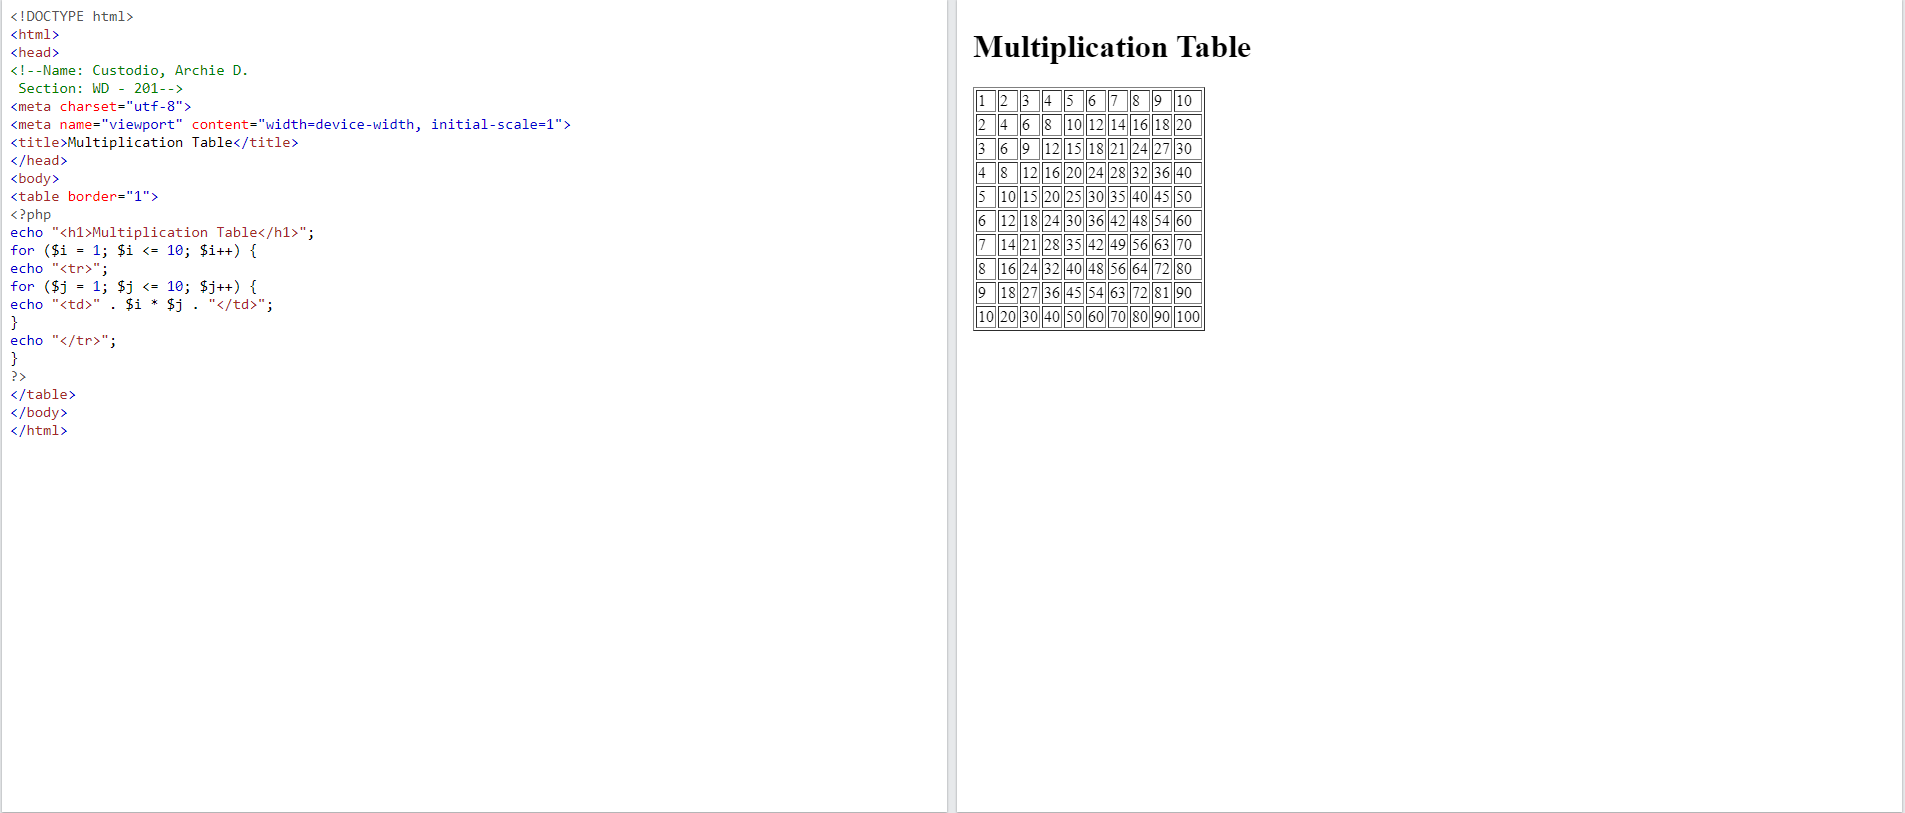 <!DOCTYPE html>
<html>
<head>
<!--Name: Custodio, Archie D.
 Section: WD - 201-->
<meta charset="utf-8">
<meta name="viewport" content="width=device-width, initial-scale=1">
<title>Multiplication Table</title>
</head>
<body>
<table border="1">
<?php
echo "<h1>Multiplication Table</h1>";
for ($i = 1; $i <= 10; $i++) {
echo "<tr>";
for ($j = 1; $j <= 10; $j++) {
echo "<td>" . $i * $j . "</td>";
}
echo "</tr>";
}
?>
</table>
</body>
</html>
Multiplication Table
1 2 3 4 5 6 7 8 9 10
2 4 6 8 10 12 14 16 18 20
3 6 9 12 15 18 21 24 27 30
4 8 12 16 20 24 28 32 36 40
5 10 15 20 25 30 35 40 45 50
6 12 18 24 30 36 42 48 54 60
7 14 21 28 35 42 49 56 63 70
8 16 24 32 40 48 56 64 72 80
9 18 27 36 45 54 63 72 81 90
10 20 30 40 50 60 70 80 90 100